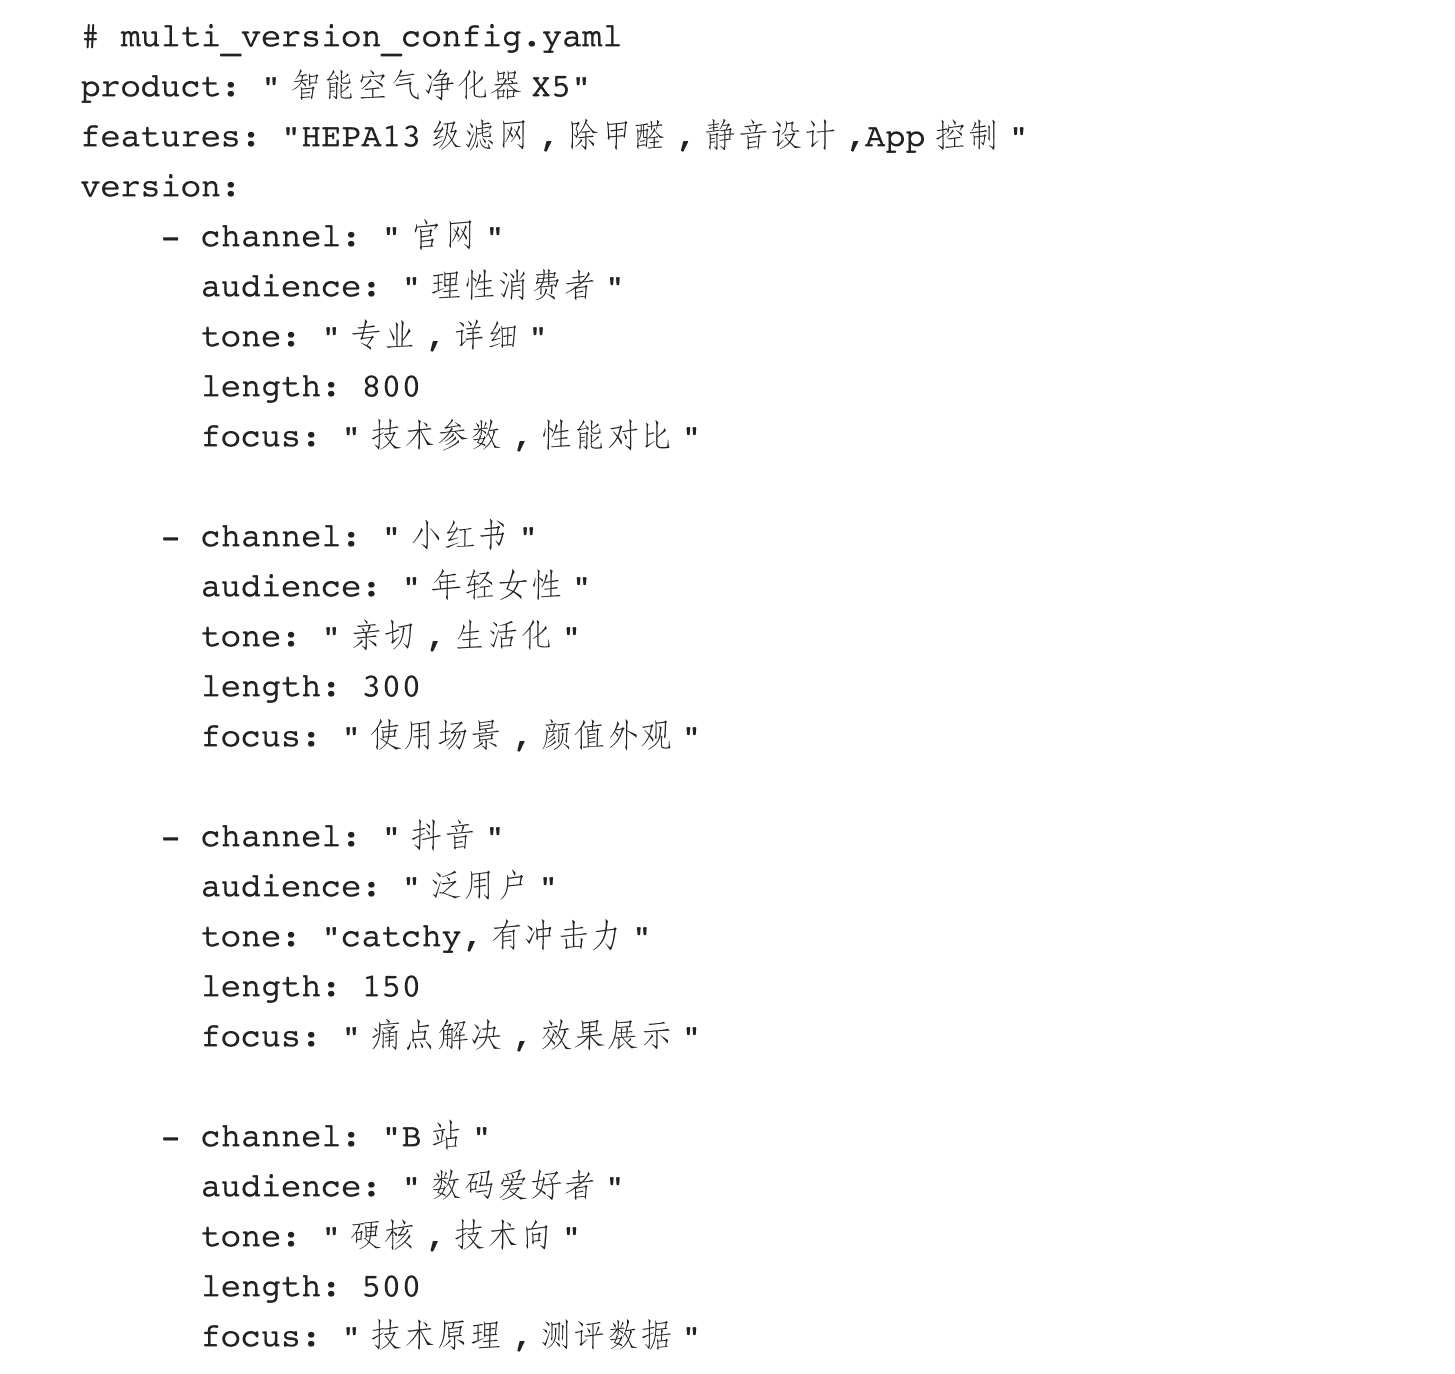 # multi_version_config.yaml
product: "智能空气净化器X5"
features: "HEPA13级滤网,除甲醛,静音设计,App控制"
version:
    - channel: "官网"
      audience: "理性消费者"
      tone: "专业,详细"
      length: 800
      focus: "技术参数,性能对比"

    - channel: "小红书"
      audience: "年轻女性"
      tone: "亲切,生活化"
      length: 300
      focus: "使用场景,颜值外观"

    - channel: "抖音"
      audience: "泛用户"
      tone: "catchy,有冲击力"
      length: 150
      focus: "痛点解决,效果展示"

    - channel: "B站"
      audience: "数码爱好者"
      tone: "硬核,技术向"
      length: 500
      focus: "技术原理,测评数据"